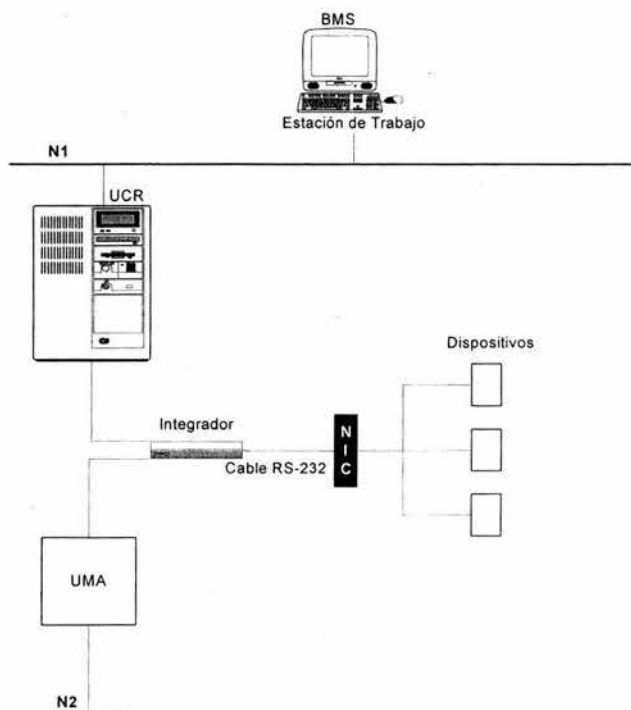 BMS
Estación de Trabajo
N1
UCR
Dispositivos
Integrador
Cable RS-232
N
I
C
UMA
N2